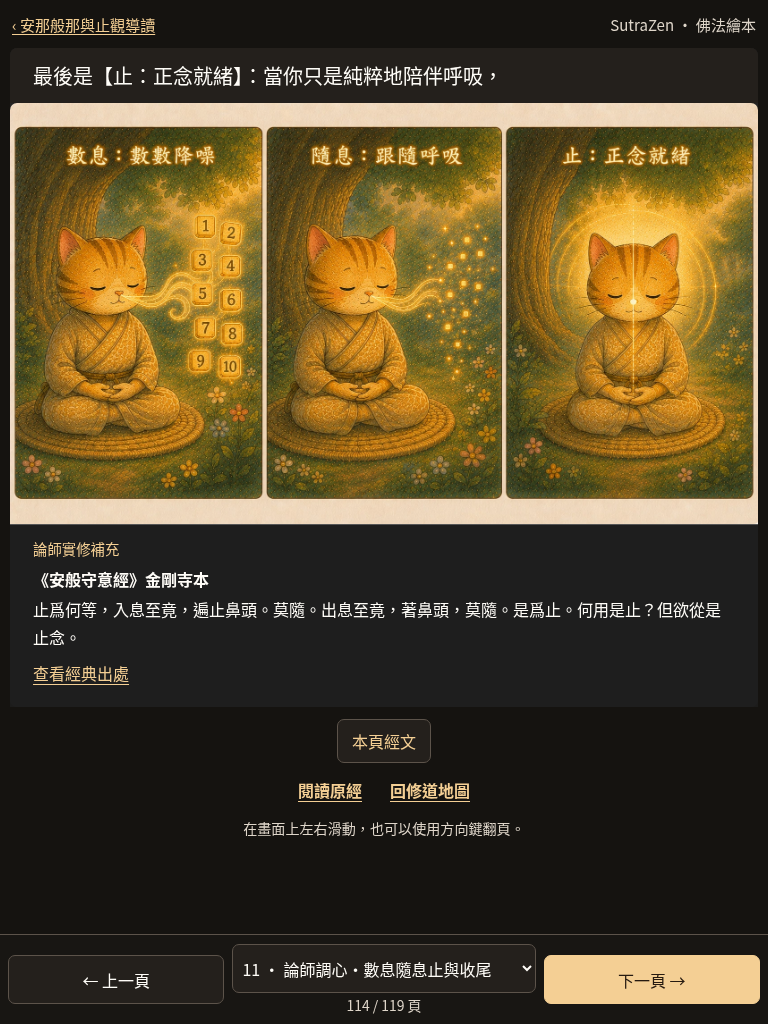 ‹ 安那般那與止觀導讀
SutraZen · 佛法繪本
最後是【止：正念就緒】：當你只是純粹地陪伴呼吸，
數息：數數降噪
1
2
3
4
5
6
7
8
9
10
隨息：跟隨呼吸
止：正念就緒
論師實修補充
《安般守意經》金剛寺本
止爲何等，入息至竟，遍止鼻頭。莫隨。出息至竟，著鼻頭，莫隨。是爲止。何用是止？但欲從是
止念。
查看經典出處
本頁經文
閱讀原經 回修道地圖
在畫面上左右滑動，也可以使用方向鍵翻頁。
← 上一頁
11 · 論師調心·數息隨息止與收尾
下一頁 →
114 / 119 頁